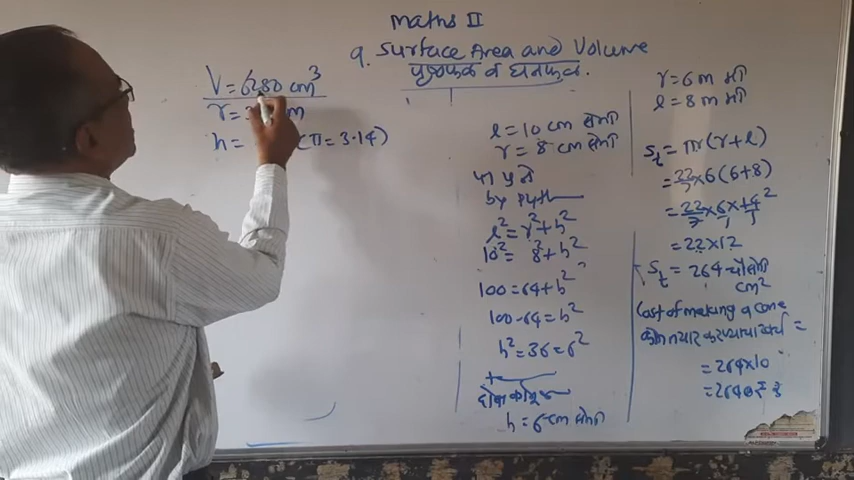 Maths II
9. Surface Area and Volume
पृष्ठफळ व घनफळ.
V = 6280 cm³
r =
h = (π = 3.14)
l = 10 cm सेमी
r = 8 cm सेमी
by pyth
l² = r² + h²
10² = 8² + h²
100 = 64 + h²
100 - 64 = h²
h² = 36 = 6²
h = 6 cm सेमी
r = 6 m मी
l = 8 m मी
Sₜ = πr(r + l)
= 22/7 × 6(6 + 8)
= 22/7 × 6/1 × 14/1
= 22 × 12
Sₜ = 264 चौसेमी
cm²
Cost of making a cone
=
= 264 × 10
= 2640 ₹